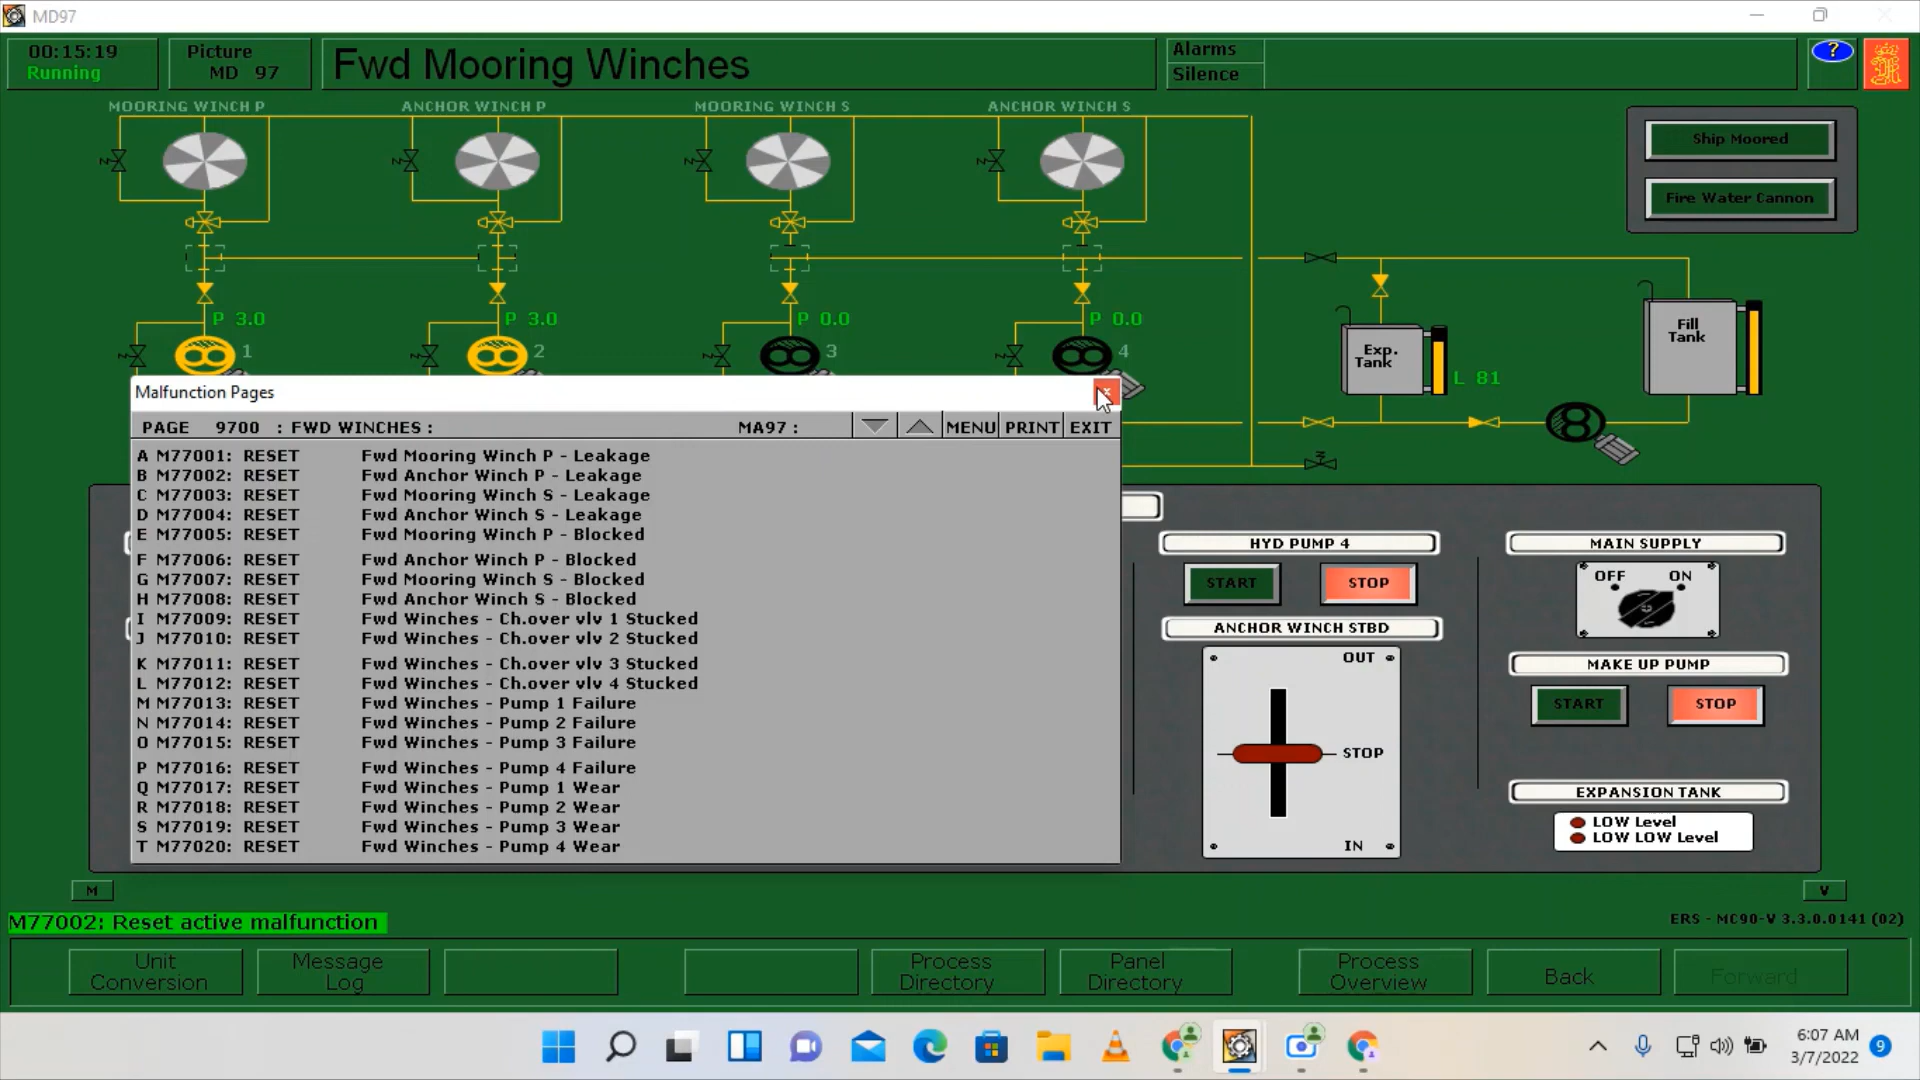 MD97
00:15:19
Running
Picture
MD 97
Fwd Mooring Winches
Alarms
Silence
?
MOORING WINCH P
ANCHOR WINCH P
MOORING WINCH S
ANCHOR WINCH S
Ship Moored
Fire Water Cannon
P 3.0
P 3.0
P 0.0
P 0.0
1
2
3
4
Exp.
Tank
L 81
Fill
Tank
Malfunction Pages
PAGE 9700 : FWD WINCHES : MA97 : MENU PRINT EXIT
A M77001: RESET Fwd Mooring Winch P - Leakage
B M77002: RESET Fwd Anchor Winch P - Leakage
C M77003: RESET Fwd Mooring Winch S - Leakage
D M77004: RESET Fwd Anchor Winch S - Leakage
E M77005: RESET Fwd Mooring Winch P - Blocked
F M77006: RESET Fwd Anchor Winch P - Blocked
G M77007: RESET Fwd Mooring Winch S - Blocked
H M77008: RESET Fwd Anchor Winch S - Blocked
I M77009: RESET Fwd Winches - Ch.over vlv 1 Stucked
J M77010: RESET Fwd Winches - Ch.over vlv 2 Stucked
K M77011: RESET Fwd Winches - Ch.over vlv 3 Stucked
L M77012: RESET Fwd Winches - Ch.over vlv 4 Stucked
M M77013: RESET Fwd Winches - Pump 1 Failure
N M77014: RESET Fwd Winches - Pump 2 Failure
O M77015: RESET Fwd Winches - Pump 3 Failure
P M77016: RESET Fwd Winches - Pump 4 Failure
Q M77017: RESET Fwd Winches - Pump 1 Wear
R M77018: RESET Fwd Winches - Pump 2 Wear
S M77019: RESET Fwd Winches - Pump 3 Wear
T M77020: RESET Fwd Winches - Pump 4 Wear
HYD PUMP 4
START STOP
ANCHOR WINCH STBD
OUT
STOP
IN
MAIN SUPPLY
OFF ON
MAKE UP PUMP
START STOP
EXPANSION TANK
LOW Level
LOW LOW Level
M
V
M77002: Reset active malfunction
ERS - MC90-V 3.3.0.0141 (02)
Unit
Conversion
Message
Log
Process
Directory
Panel
Directory
Process
Overview
Back
Forward
6:07 AM
3/7/2022
9